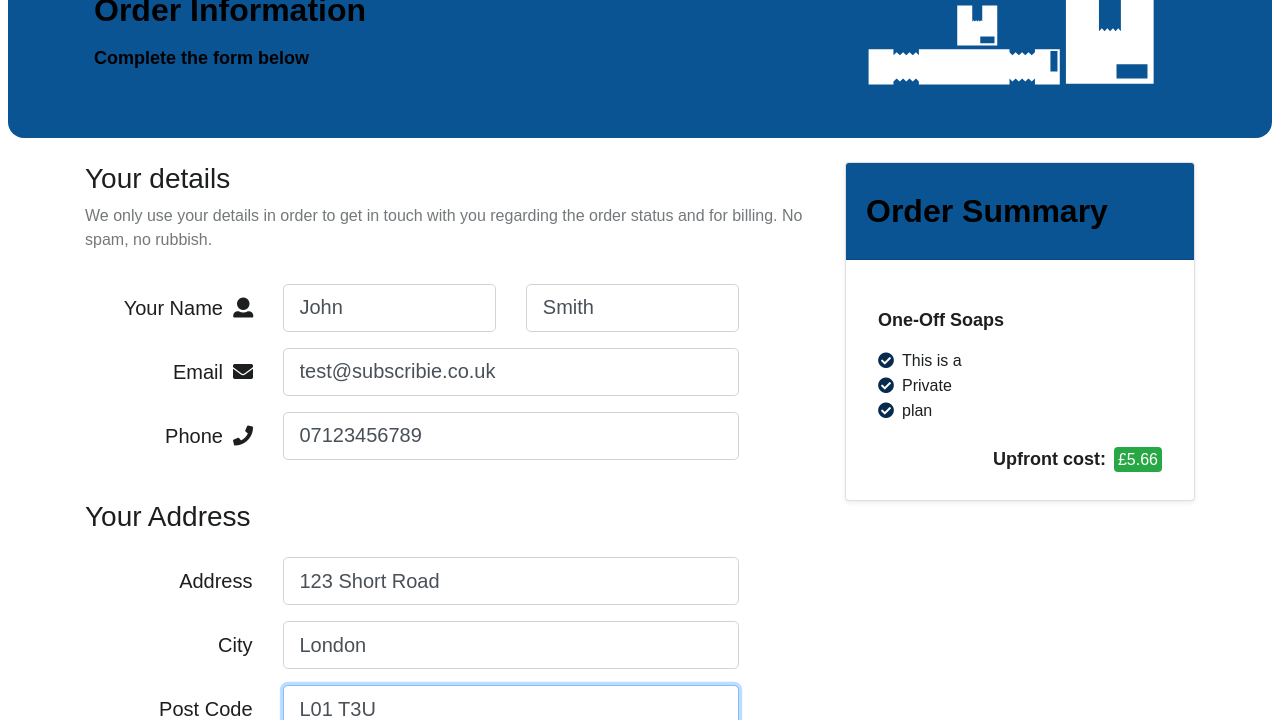 Order Information
Complete the form below
Your details
We only use your details in order to get in touch with you regarding the order status and for billing. No
spam, no rubbish.
Your Name John Smith
Email test@subscribie.co.uk
Phone 07123456789
Your Address
Address 123 Short Road
City London
Post Code L01 T3U
Order Summary
One-Off Soaps
This is a
Private
plan
Upfront cost: £5.66